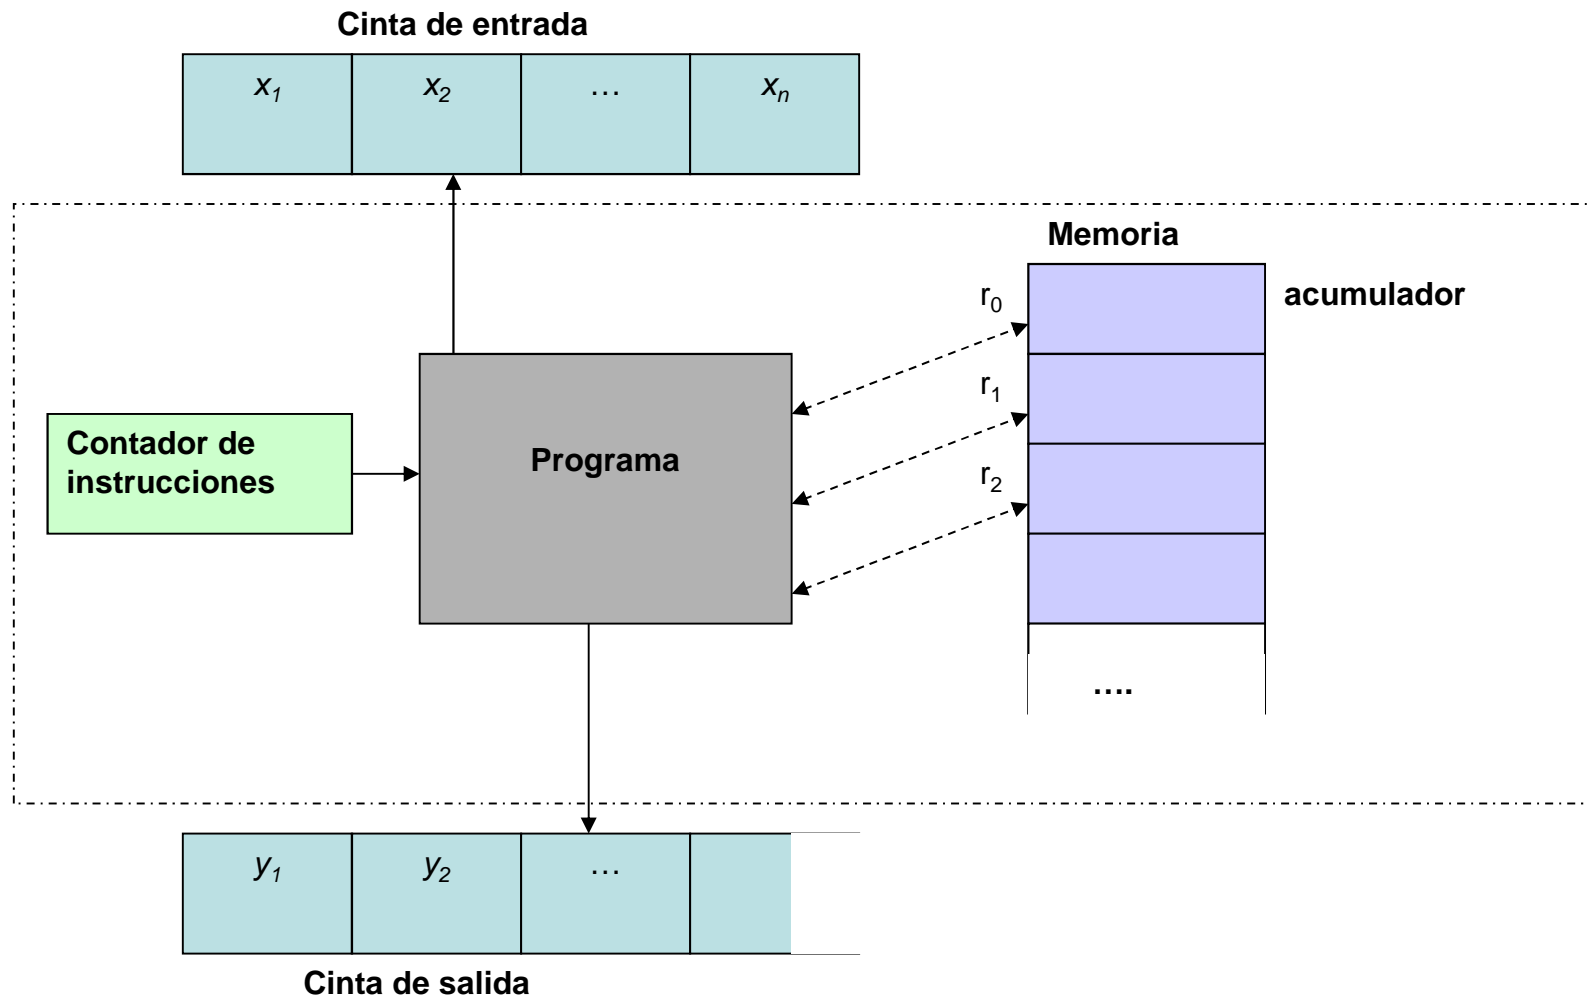 Cinta de entrada
x1 x2 … xn
Memoria
r0 acumulador
r1
Contador de
instrucciones
Programa
r2
….
y1 y2 …
Cinta de salida